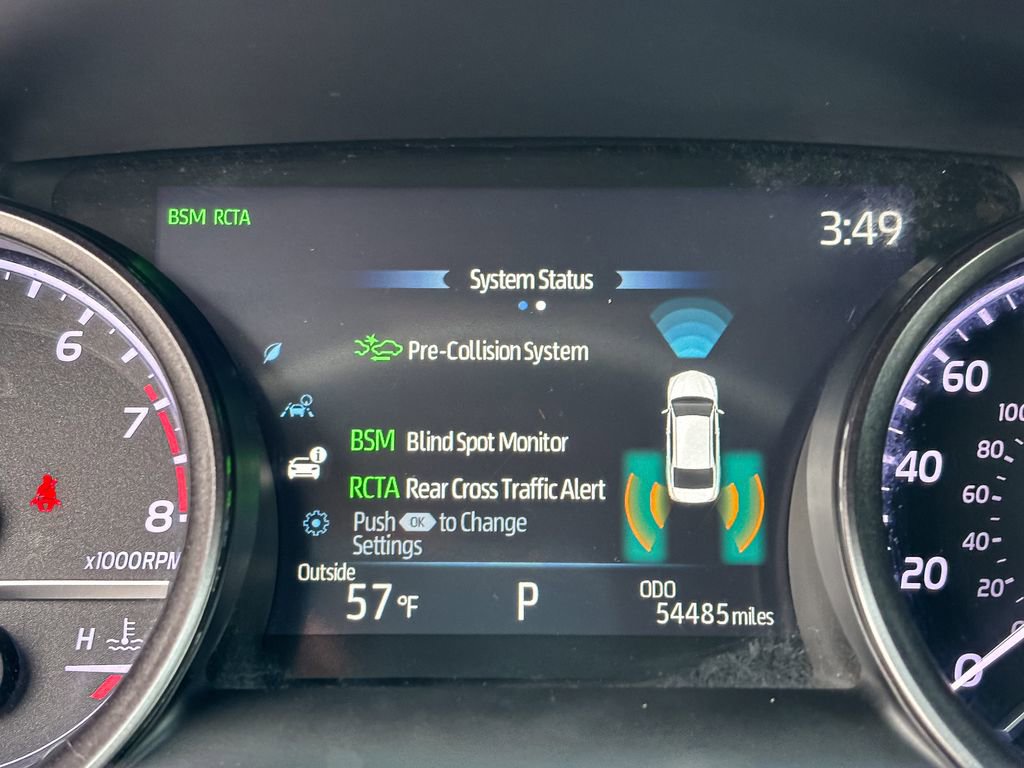 BSM RCTA
3:49
System Status
Pre-Collision System
BSM Blind Spot Monitor
RCTA Rear Cross Traffic Alert
Push OK to Change
Settings
Outside
57°F
P
ODO
54485 miles
6
7
8
x1000RPM
H
60
40
20
0
100
80
60
40
20